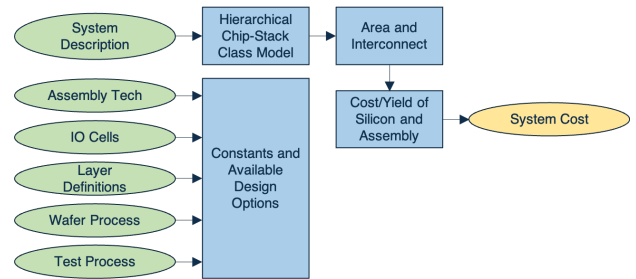 System
Description
Hierarchical
Chip-Stack
Class Model
Area and
Interconnect
Assembly Tech
IO Cells
Layer
Definitions
Wafer Process
Test Process
Constants and
Available
Design
Options
Cost/Yield of
Silicon and
Assembly
System Cost